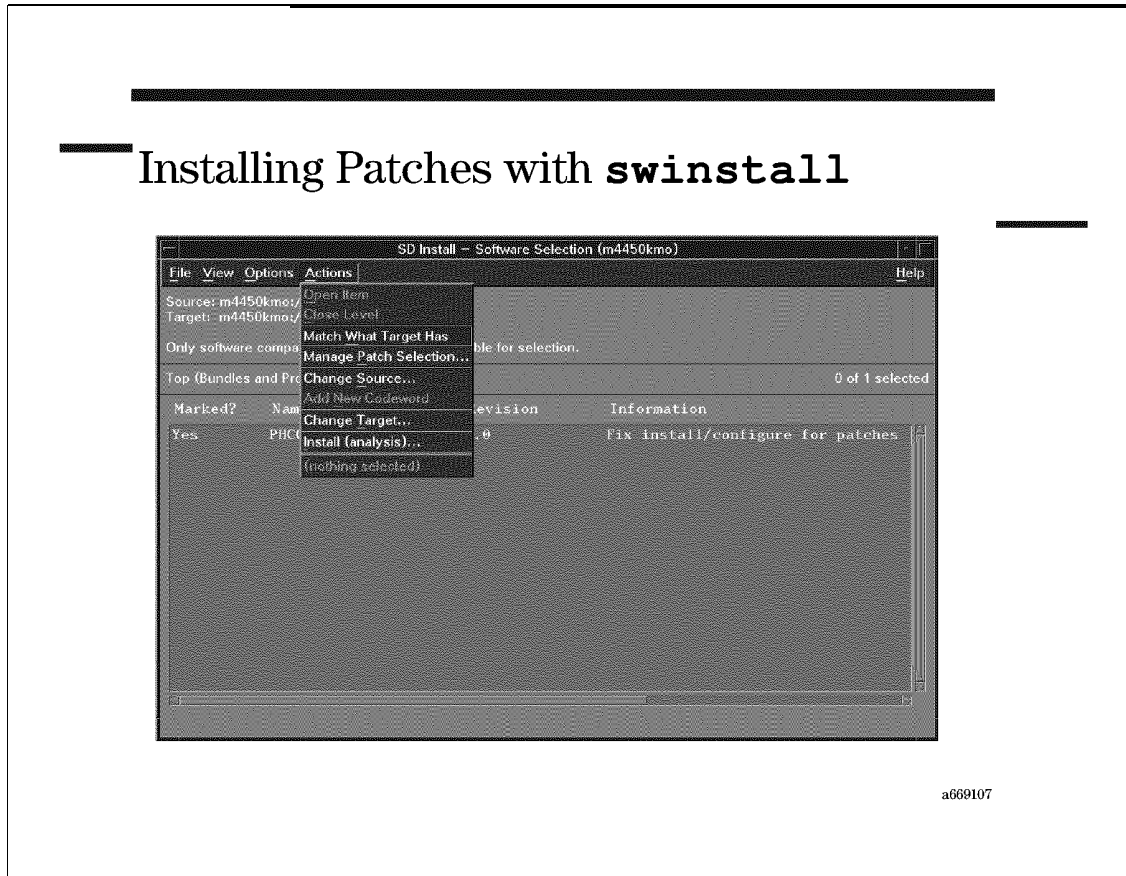 Installing Patches with swinstall
SD Install – Software Selection (m4450kmo)
File View Options Actions Help
Source: m4450kmo:/
Target: m4450kmo:/
Only software compa ble for selection.
Top (Bundles and Pro 0 of 1 selected
Marked? Nam evision Information
Yes PHCO .0 Fix install/configure for patches
Open Item
Close Level
Match What Target Has
Manage Patch Selection...
Change Source...
Add New Codeword
Change Target...
Install (analysis)...
(nothing selected)
a669107